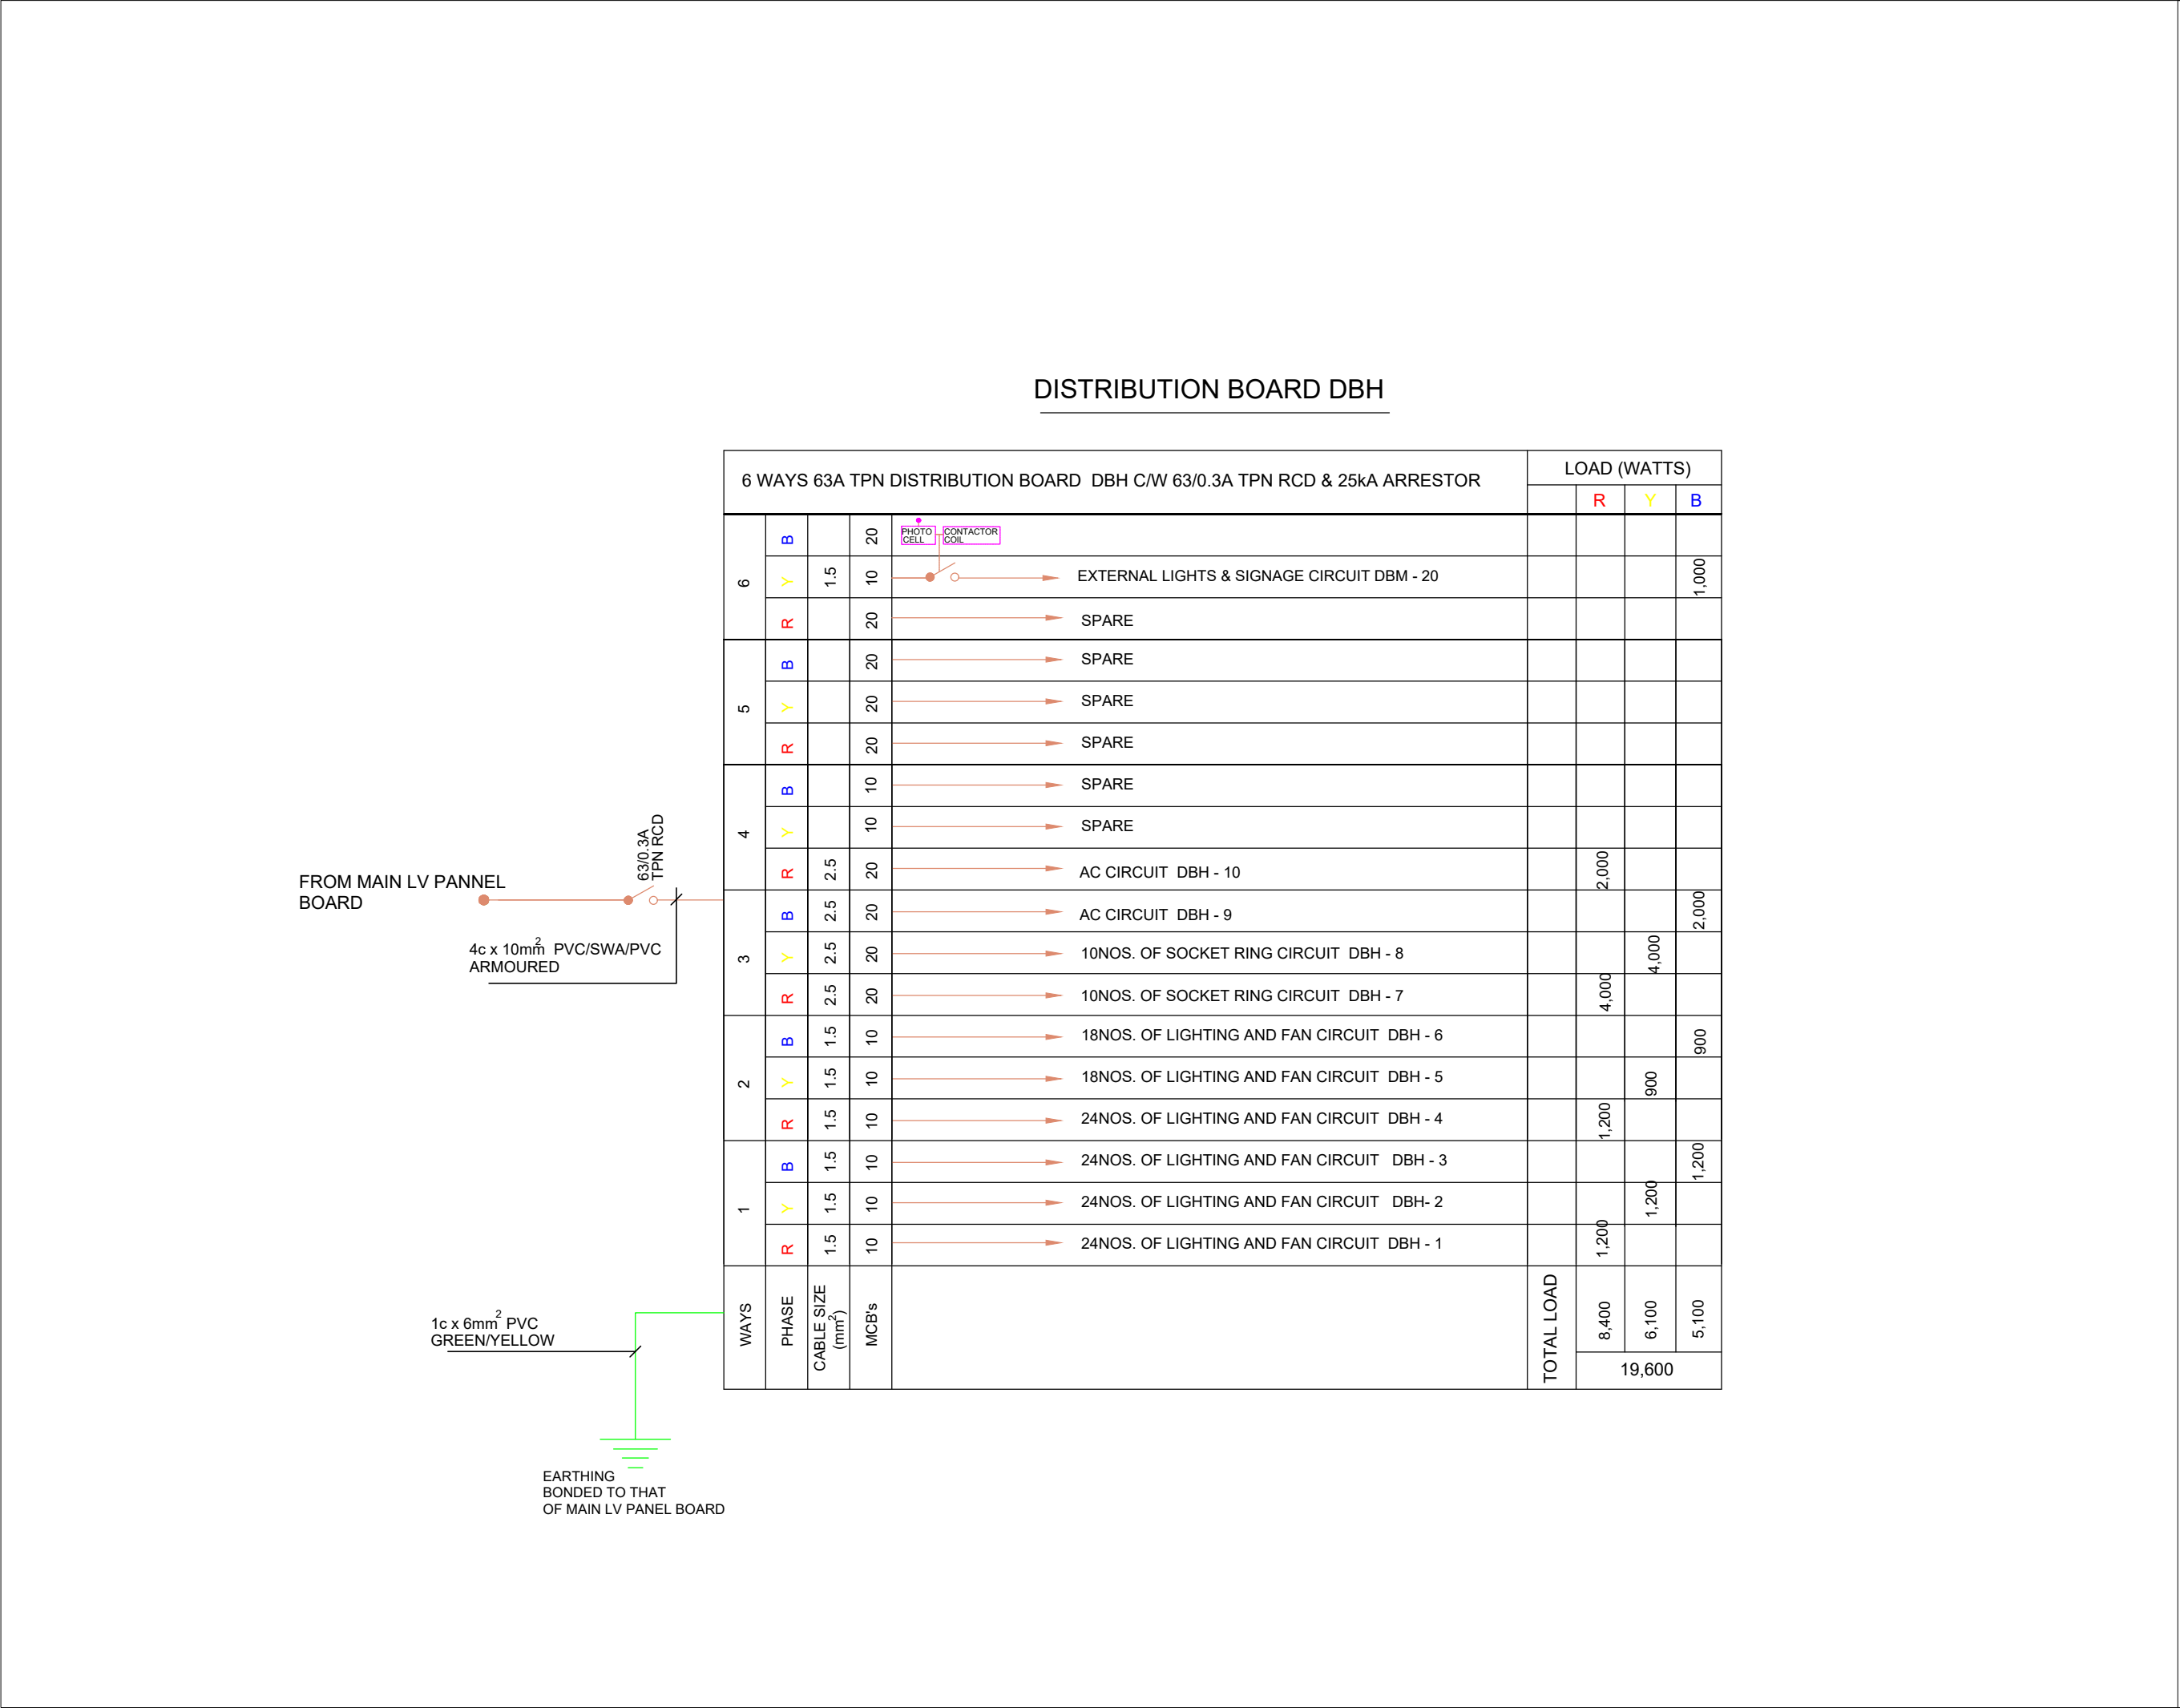 DISTRIBUTION BOARD DBH
6 WAYS 63A TPN DISTRIBUTION BOARD DBH C/W 63/0.3A TPN RCD & 25kA ARRESTOR
LOAD (WATTS)
R Y B
6
B 20 PHOTO CELL CONTACTOR COIL
Y 1.5 10 EXTERNAL LIGHTS & SIGNAGE CIRCUIT DBM - 20 1,000
R 20 SPARE
5
B 20 SPARE
Y 20 SPARE
R 20 SPARE
4
B 10 SPARE
Y 10 SPARE
R 2.5 20 AC CIRCUIT DBH - 10 2,000
3
B 2.5 20 AC CIRCUIT DBH - 9 2,000
Y 2.5 20 10NOS. OF SOCKET RING CIRCUIT DBH - 8 4,000
R 2.5 20 10NOS. OF SOCKET RING CIRCUIT DBH - 7 4,000
2
B 1.5 10 18NOS. OF LIGHTING AND FAN CIRCUIT DBH - 6 900
Y 1.5 10 18NOS. OF LIGHTING AND FAN CIRCUIT DBH - 5 900
R 1.5 10 24NOS. OF LIGHTING AND FAN CIRCUIT DBH - 4 1,200
1
B 1.5 10 24NOS. OF LIGHTING AND FAN CIRCUIT DBH - 3 1,200
Y 1.5 10 24NOS. OF LIGHTING AND FAN CIRCUIT DBH- 2 1,200
R 1.5 10 24NOS. OF LIGHTING AND FAN CIRCUIT DBH - 1 1,200
WAYS PHASE CABLE SIZE (mm²) MCB's TOTAL LOAD 8,400 6,100 5,100
19,600
63/0.3A
TPN RCD
FROM MAIN LV PANNEL
BOARD
4c x 10mm² PVC/SWA/PVC
ARMOURED
1c x 6mm² PVC
GREEN/YELLOW
EARTHING
BONDED TO THAT
OF MAIN LV PANEL BOARD